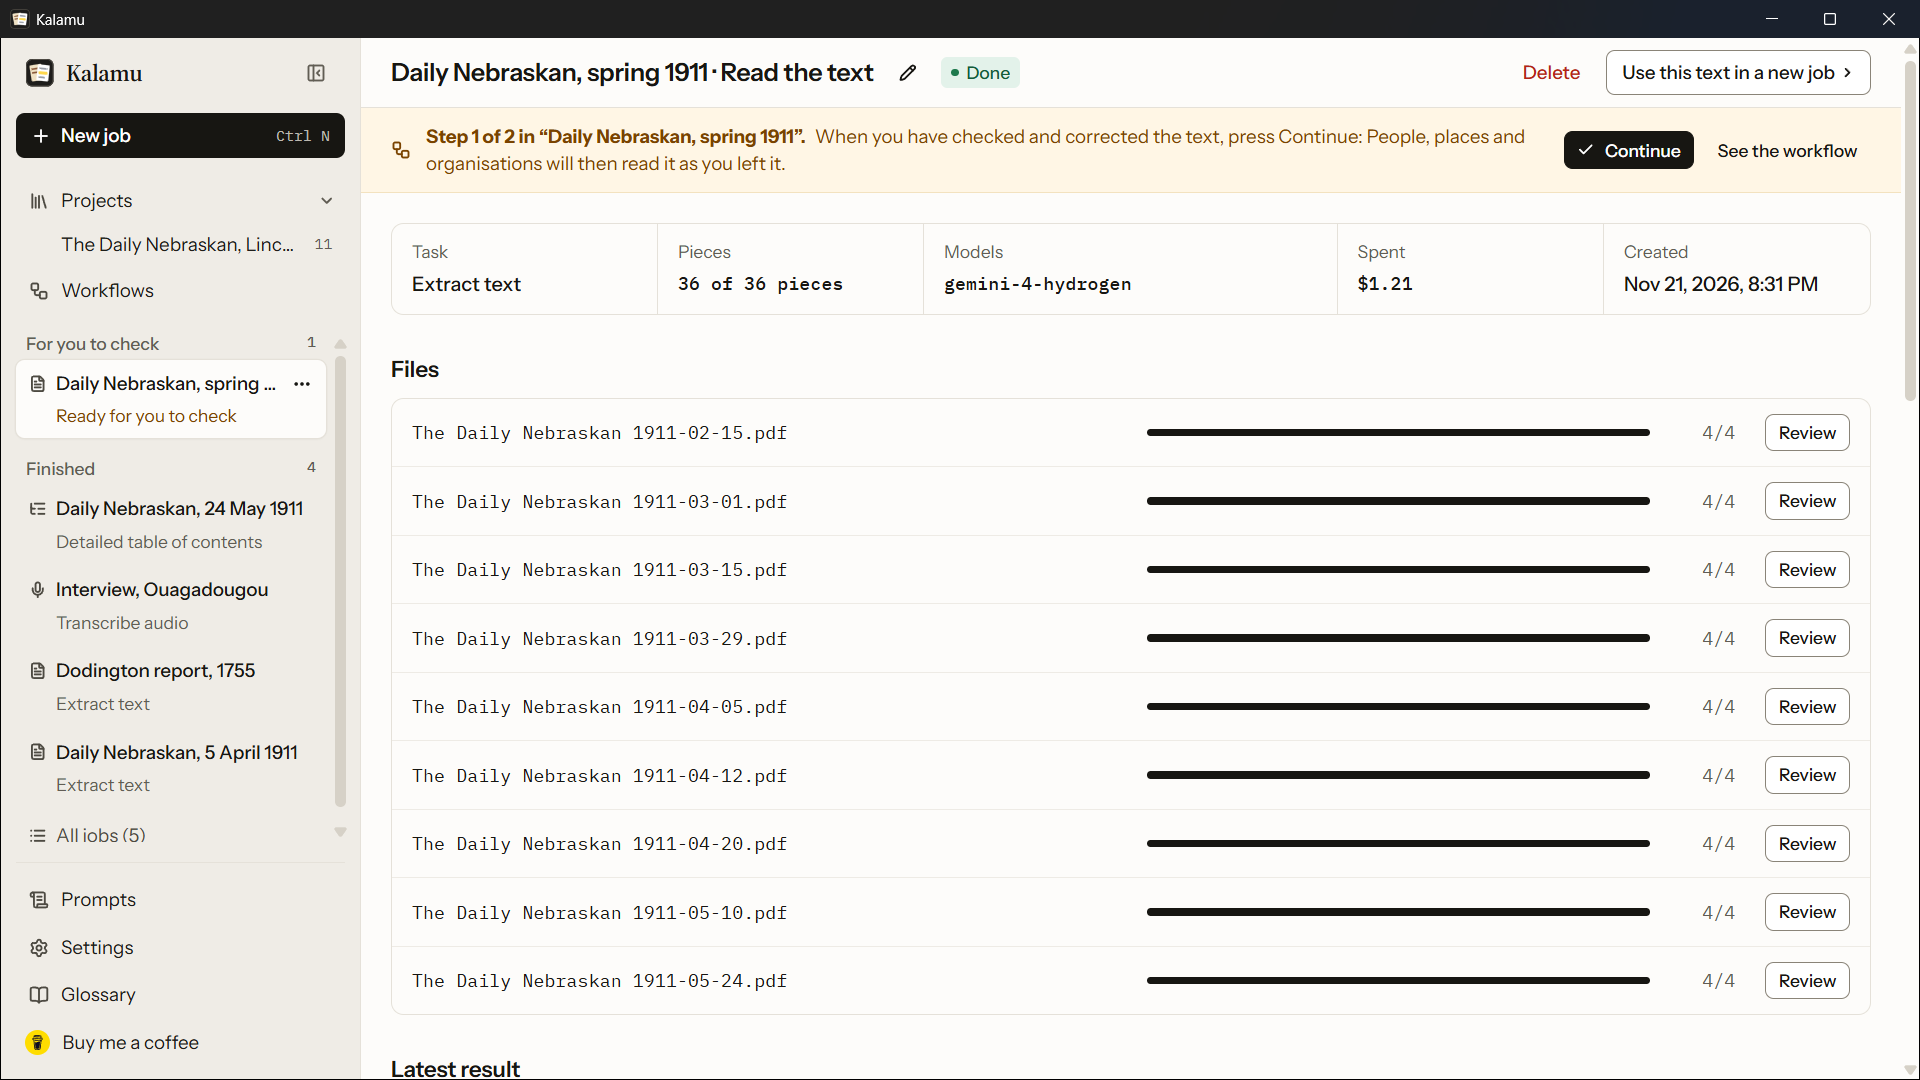 Kalamu
Kalamu
New job Ctrl N
Projects
The Daily Nebraskan, Linc... 11
Workflows
For you to check 1
Daily Nebraskan, spring ...
Ready for you to check
Finished 4
Daily Nebraskan, 24 May 1911
Detailed table of contents
Interview, Ouagadougou
Transcribe audio
Dodington report, 1755
Extract text
Daily Nebraskan, 5 April 1911
Extract text
All jobs (5)
Prompts
Settings
Glossary
Buy me a coffee
Daily Nebraskan, spring 1911 · Read the text
Done
Delete
Use this text in a new job
Step 1 of 2 in “Daily Nebraskan, spring 1911”. When you have checked and corrected the text, press Continue: People, places and
organisations will then read it as you left it.
Continue
See the workflow
Task Pieces Models Spent Created
Extract text 36 of 36 pieces gemini-4-hydrogen $1.21 Nov 21, 2026, 8:31 PM
Files
The Daily Nebraskan 1911-02-15.pdf 4/4 Review
The Daily Nebraskan 1911-03-01.pdf 4/4 Review
The Daily Nebraskan 1911-03-15.pdf 4/4 Review
The Daily Nebraskan 1911-03-29.pdf 4/4 Review
The Daily Nebraskan 1911-04-05.pdf 4/4 Review
The Daily Nebraskan 1911-04-12.pdf 4/4 Review
The Daily Nebraskan 1911-04-20.pdf 4/4 Review
The Daily Nebraskan 1911-05-10.pdf 4/4 Review
The Daily Nebraskan 1911-05-24.pdf 4/4 Review
Latest result